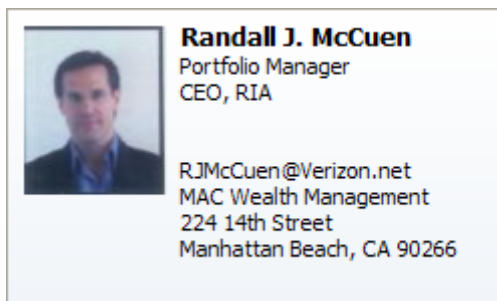 Randall J. McCuen
Portfolio Manager
CEO, RIA
RJMcCuen@Verizon.net
MAC Wealth Management
224 14th Street
Manhattan Beach, CA 90266